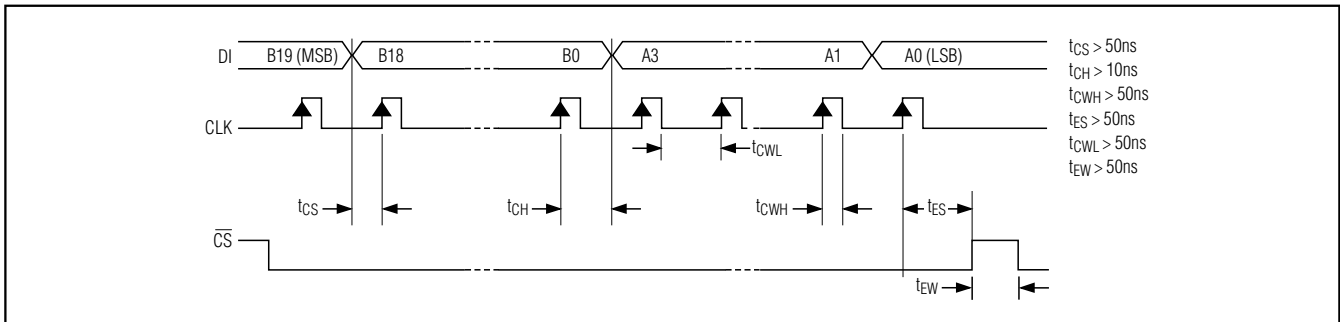 DI B19 (MSB) B18 B0 A3 A1 A0 (LSB)
CLK
tCWL
tCS tCH tCWH tES
CS
tEW
tCS > 50ns
tCH > 10ns
tCWH > 50ns
tES > 50ns
tCWL > 50ns
tEW > 50ns